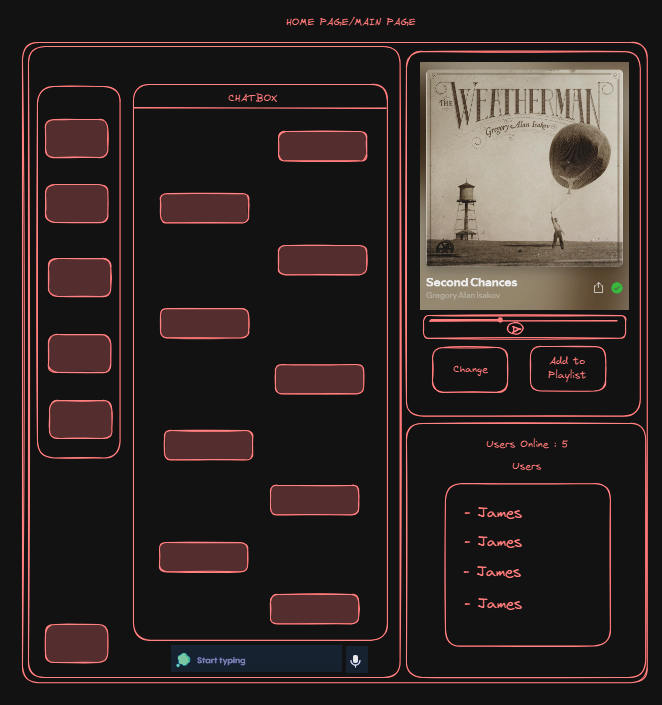 HOME PAGE/MAIN PAGE
CHATBOX
THE WEATHERMAN
Gregory Alan Isakov
Second Chances
Gregory Alan Isakov
Change
Add to
Playlist
Users Online : 5
Users
- James
- James
- James
- James
Start typing